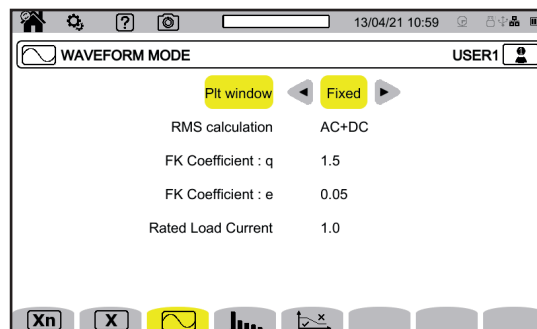 ?
13/04/21 10:59
WAVEFORM MODE
USER1
Plt window Fixed
RMS calculation AC+DC
FK Coefficient : q 1.5
FK Coefficient : e 0.05
Rated Load Current 1.0
Xn X